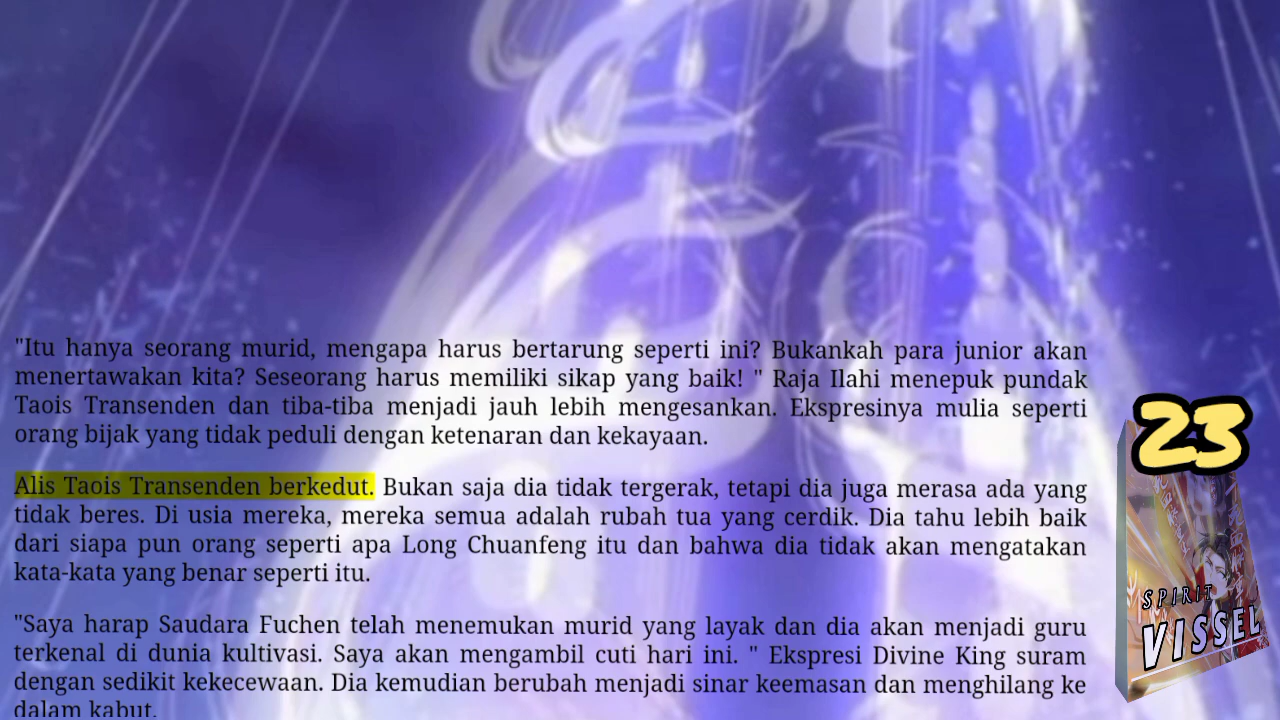 "Itu hanya seorang murid, mengapa harus bertarung seperti ini? Bukankah para junior akan
menertawakan kita? Seseorang harus memiliki sikap yang baik! " Raja Ilahi menepuk pundak
Taois Transenden dan tiba-tiba menjadi jauh lebih mengesankan. Ekspresinya mulia seperti
orang bijak yang tidak peduli dengan ketenaran dan kekayaan.
Alis Taois Transenden berkedut. Bukan saja dia tidak tergerak, tetapi dia juga merasa ada yang
tidak beres. Di usia mereka, mereka semua adalah rubah tua yang cerdik. Dia tahu lebih baik
dari siapa pun orang seperti apa Long Chuanfeng itu dan bahwa dia tidak akan mengatakan
kata-kata yang benar seperti itu.
"Saya harap Saudara Fuchen telah menemukan murid yang layak dan dia akan menjadi guru
terkenal di dunia kultivasi. Saya akan mengambil cuti hari ini. " Ekspresi Divine King suram
dengan sedikit kekecewaan. Dia kemudian berubah menjadi sinar keemasan dan menghilang ke
dalam kabut.
23
SPIRIT
VISSEL